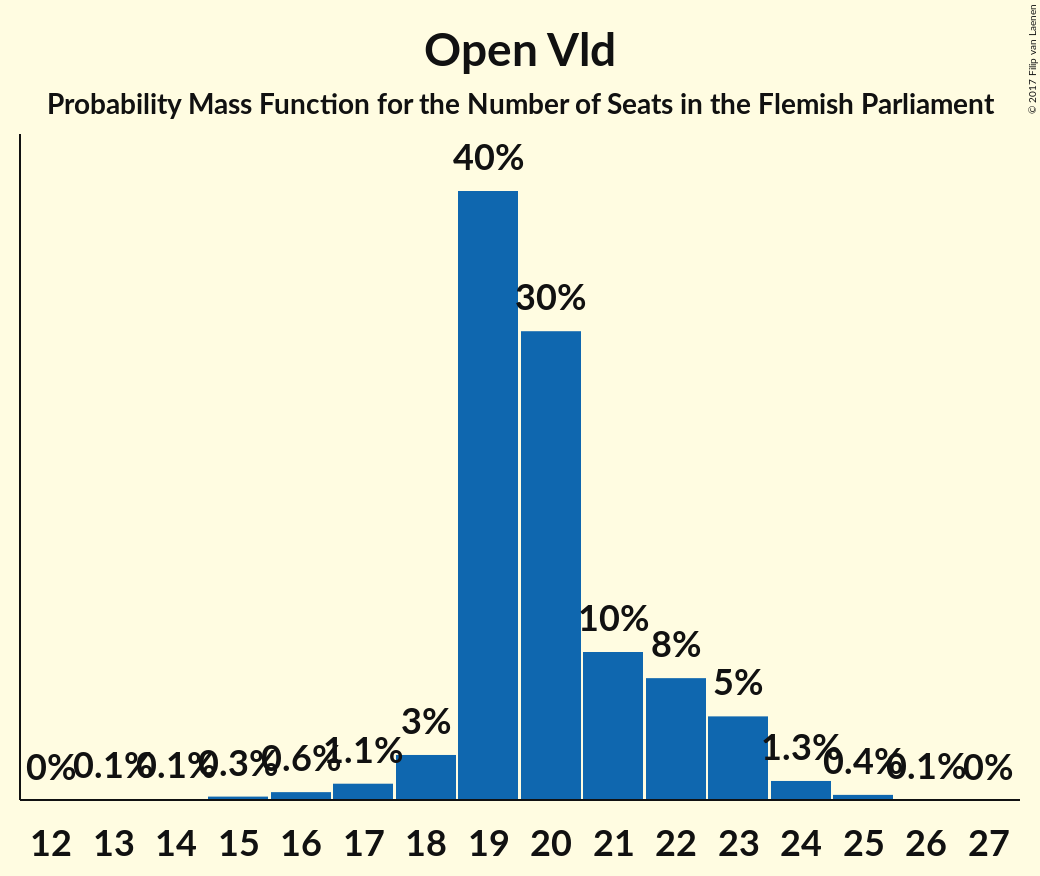 Open Vld
Probability Mass Function for the Number of Seats in the Flemish Parliament
© 2017 Filip van Laenen
40%
30%
10%
8%
5%
3%
0% 0.1% 0.1% 0.3% 0.6% 1.1% 1.3% 0.4% 0.1% 0%
12 13 14 15 16 17 18 19 20 21 22 23 24 25 26 27